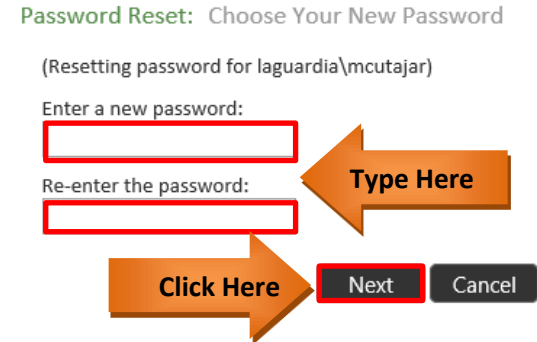 Password Reset: Choose Your New Password
(Resetting password for laguardia\mcutajar)
Enter a new password:
Type Here
Re-enter the password:
Click Here
Next
Cancel